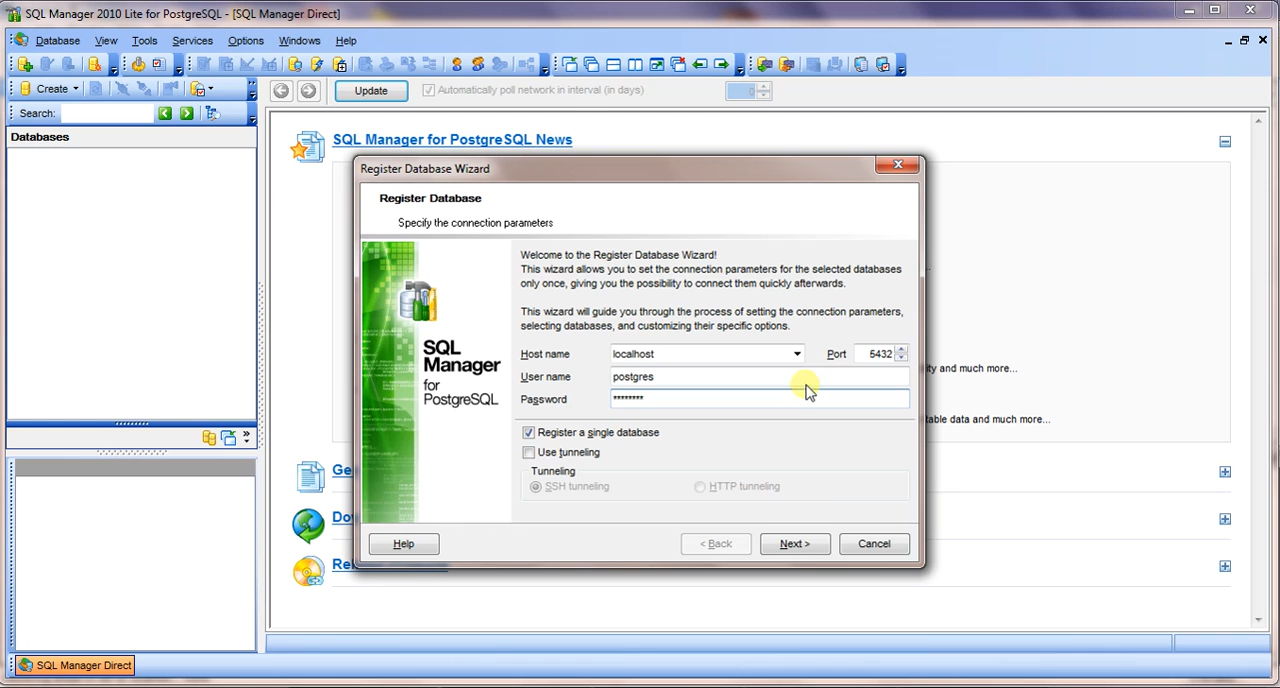 SQL Manager 2010 Lite for PostgreSQL - [SQL Manager Direct]
Database View Tools Services Options Windows Help
Create
Update
Automatically poll network in interval (in days)
0
Search:
Databases
SQL Manager for PostgreSQL News
Register Database Wizard
Register Database
Specify the connection parameters
Welcome to the Register Database Wizard!
This wizard allows you to set the connection parameters for the selected databases
only once, giving you the possibility to connect them quickly afterwards.
This wizard will guide you through the process of setting the connection parameters,
selecting databases, and customizing their specific options.
SQL
Manager
for
PostgreSQL
Host name localhost Port 5432
User name postgres
Password ********
Register a single database
Use tunneling
Tunneling
SSH tunneling HTTP tunneling
Help < Back Next > Cancel
ity and much more...
table data and much more...
Ge
Dov
SQL Manager Direct